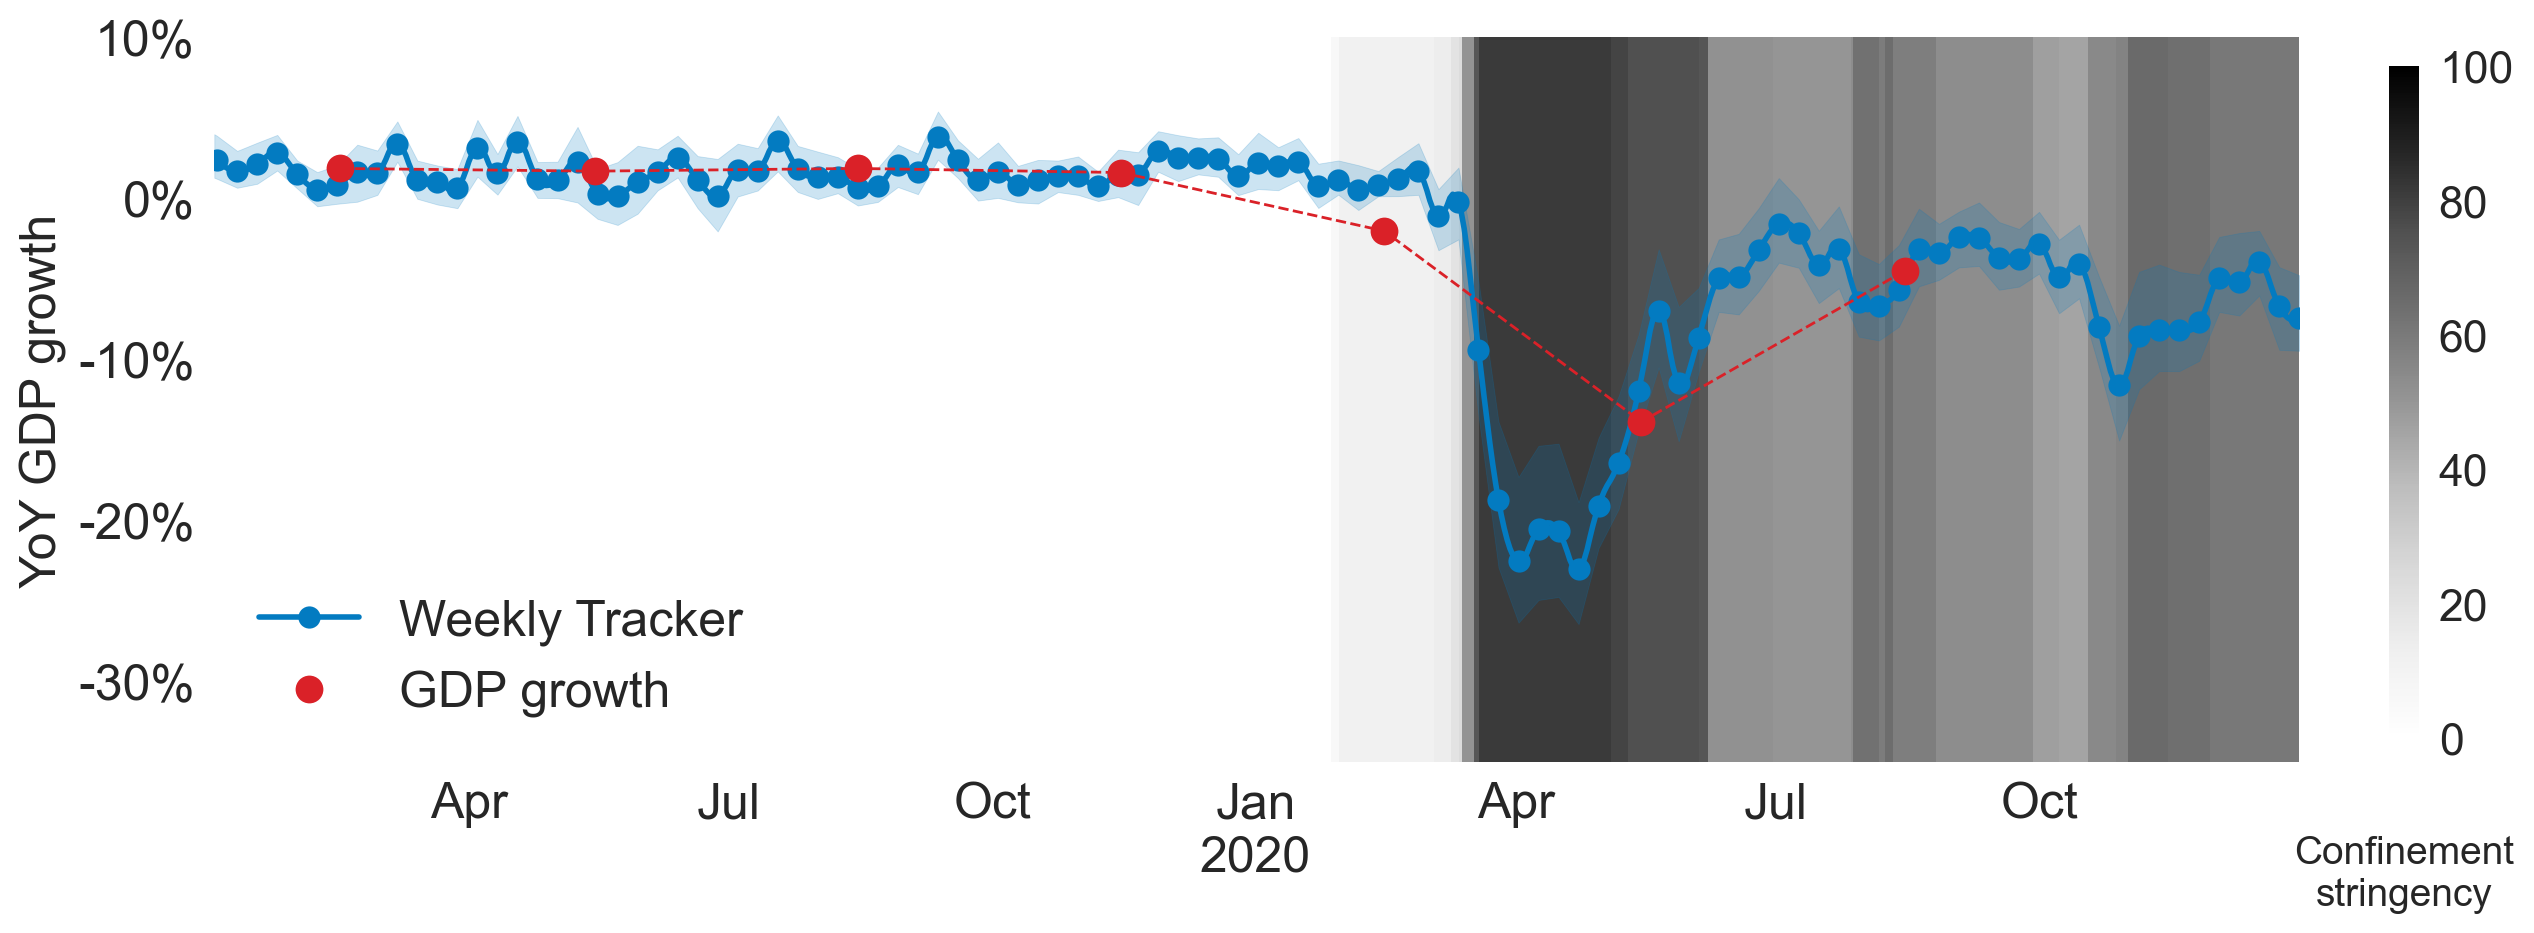 10%
0%
-10%
-20%
-30%
YoY GDP growth
Weekly Tracker
GDP growth
Apr
Jul
Oct
Jan
2020
Apr
Jul
Oct
100
80
60
40
20
0
Confinement
stringency